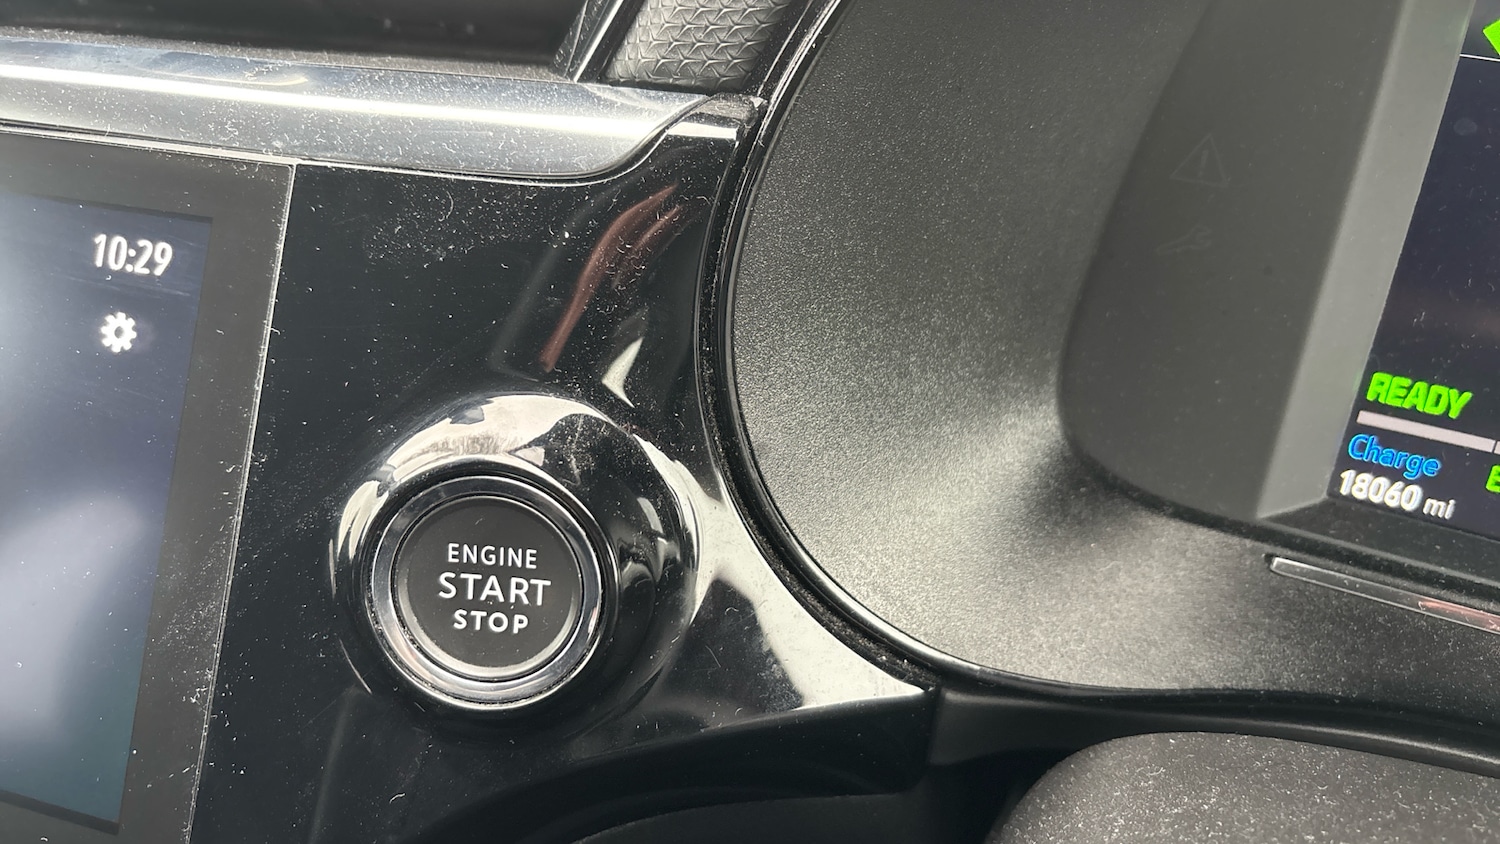 10:29
ENGINE
START
STOP
READY
Charge
18060 mi